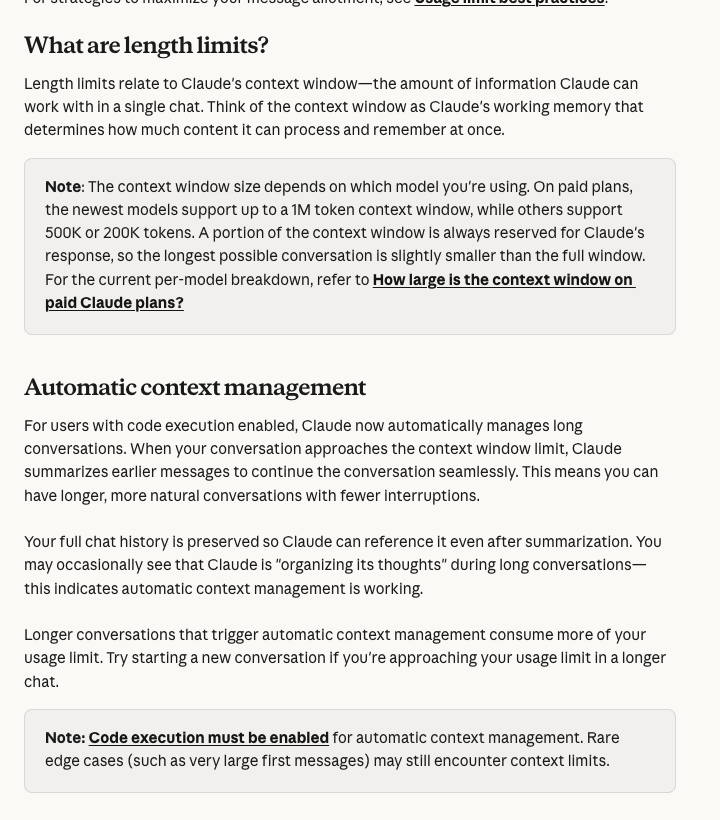 For strategies to maximize your message allotment, see Usage limit best practices.
What are length limits?
Length limits relate to Claude's context window—the amount of information Claude can
work with in a single chat. Think of the context window as Claude's working memory that
determines how much content it can process and remember at once.
Note: The context window size depends on which model you're using. On paid plans,
the newest models support up to a 1M token context window, while others support
500K or 200K tokens. A portion of the context window is always reserved for Claude's
response, so the longest possible conversation is slightly smaller than the full window.
For the current per-model breakdown, refer to How large is the context window on
paid Claude plans?
Automatic context management
For users with code execution enabled, Claude now automatically manages long
conversations. When your conversation approaches the context window limit, Claude
summarizes earlier messages to continue the conversation seamlessly. This means you can
have longer, more natural conversations with fewer interruptions.
Your full chat history is preserved so Claude can reference it even after summarization. You
may occasionally see that Claude is "organizing its thoughts" during long conversations—
this indicates automatic context management is working.
Longer conversations that trigger automatic context management consume more of your
usage limit. Try starting a new conversation if you're approaching your usage limit in a longer
chat.
Note: Code execution must be enabled for automatic context management. Rare
edge cases (such as very large first messages) may still encounter context limits.